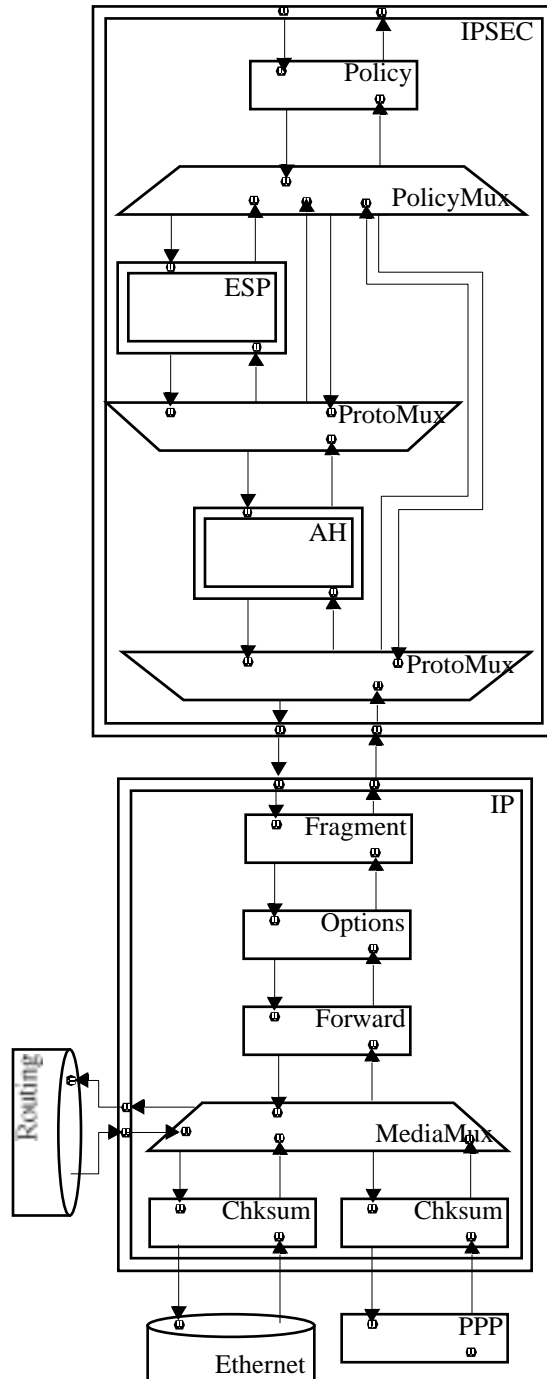 IPSEC
Policy
PolicyMux
ESP
ProtoMux
AH
ProtoMux
IP
Fragment
Options
Forward
Routing
MediaMux
Chksum
Chksum
PPP
Ethernet